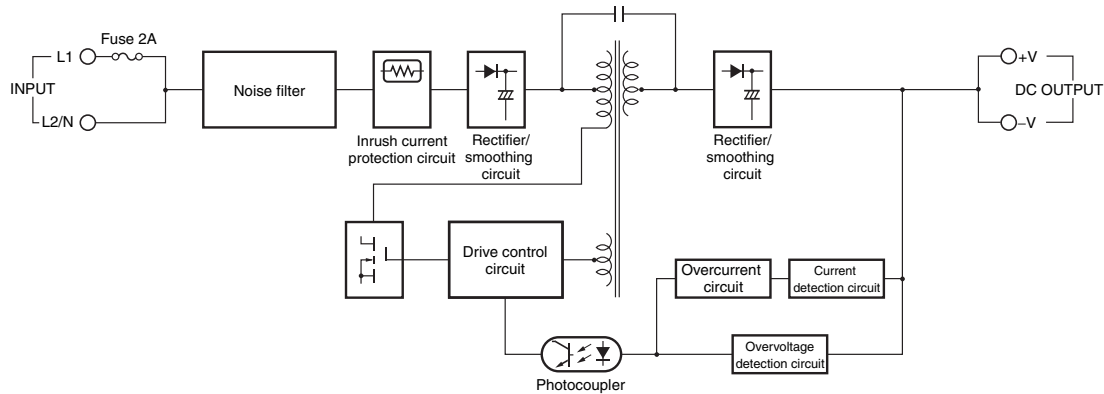 Fuse 2A
L1
INPUT
L2/N
Noise filter
Inrush current
protection circuit
Rectifier/
smoothing
circuit
Rectifier/
smoothing
circuit
+V
DC OUTPUT
–V
Drive control
circuit
Overcurrent
circuit
Current
detection circuit
Overvoltage
detection circuit
Photocoupler